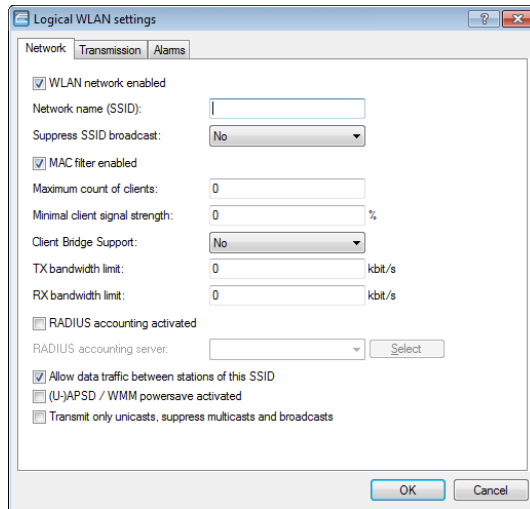 Logical WLAN settings
Network Transmission Alarms
WLAN network enabled
Network name (SSID):
Suppress SSID broadcast: No
MAC filter enabled
Maximum count of clients: 0
Minimal client signal strength: 0 %
Client Bridge Support: No
TX bandwidth limit: 0 kbit/s
RX bandwidth limit: 0 kbit/s
RADIUS accounting activated
RADIUS accounting server: Select
Allow data traffic between stations of this SSID
(U-)APSD / WMM powersave activated
Transmit only unicasts, suppress multicasts and broadcasts
OK Cancel